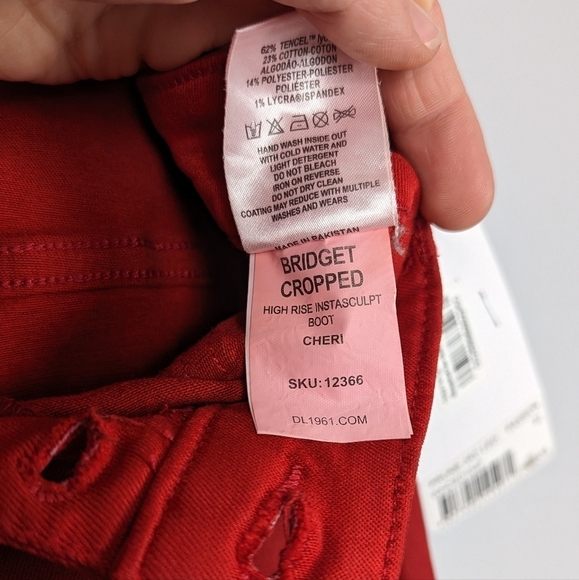 62% TENCEL™
23% COTTON-COTON
ALGODÃO-ALGODON
14% POLYESTER-POLIESTER
POLIÉSTER
1% LYCRA®/SPANDEX
HAND WASH INSIDE OUT
WITH COLD WATER AND
LIGHT DETERGENT
DO NOT BLEACH
IRON ON REVERSE
DO NOT DRY CLEAN
COATING MAY REDUCE WITH MULTIPLE
WASHES AND WEARS
MADE IN PAKISTAN
BRIDGET
CROPPED
HIGH RISE INSTASCULPT
BOOT
CHERI
SKU: 12366
DL1961.COM